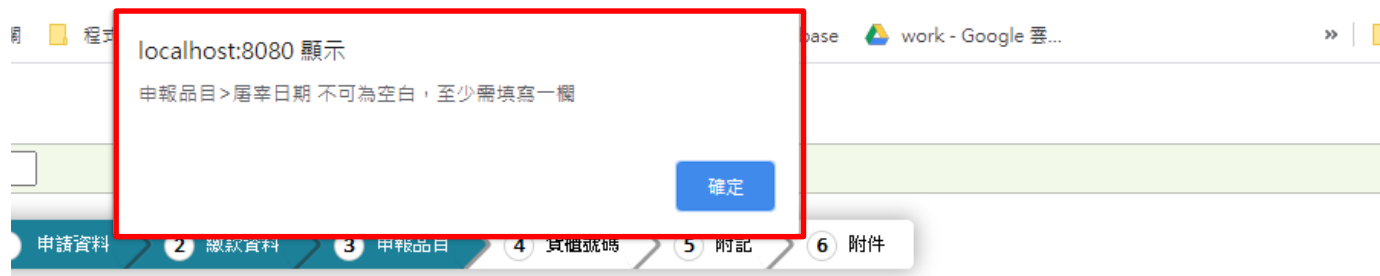 localhost:8080 顯示
base work - Google 雲... »
申報品目>屠宰日期 不可為空白，至少需填寫一欄
確定
申請資料 2 繳款資料 3 申報品目 4 貨櫃號碼 5 附記 6 附件